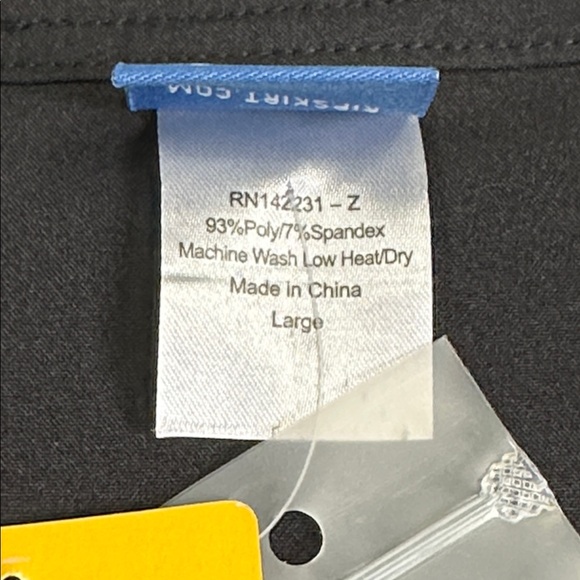 RIPSKIRT.COM
RN142231 – Z
93%Poly/7%Spandex
Machine Wash Low Heat/Dry
Made in China
Large